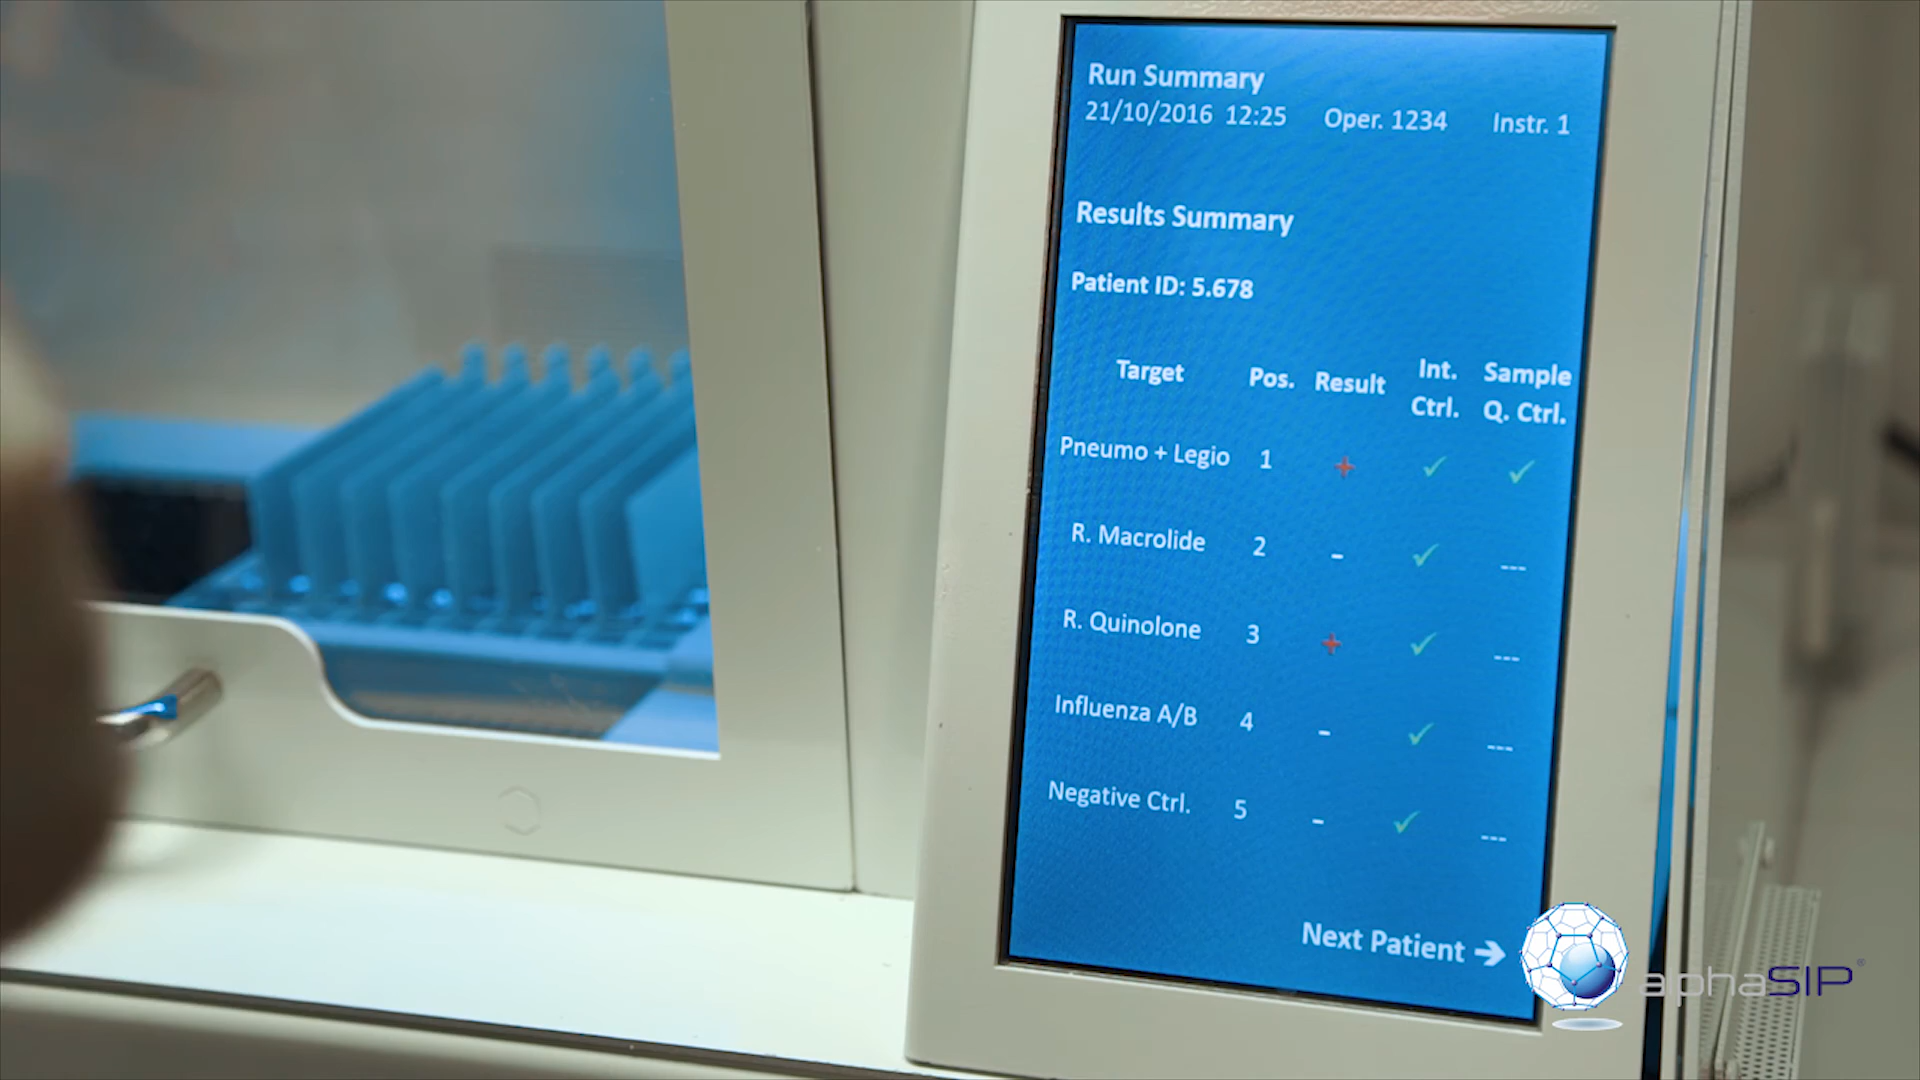 Run Summary
21/10/2016 12:25 Oper. 1234 Instr. 1
Results Summary
Patient ID: 5.678
Target Pos. Result Int. Ctrl. Sample Q. Ctrl.
Pneumo + Legio 1 + ✓ ✓
R. Macrolide 2 - ✓ ---
R. Quinolone 3 + ✓ ---
Influenza A/B 4 - ✓ ---
Negative Ctrl. 5 - ✓ ---
Next Patient →
alphaSIP®